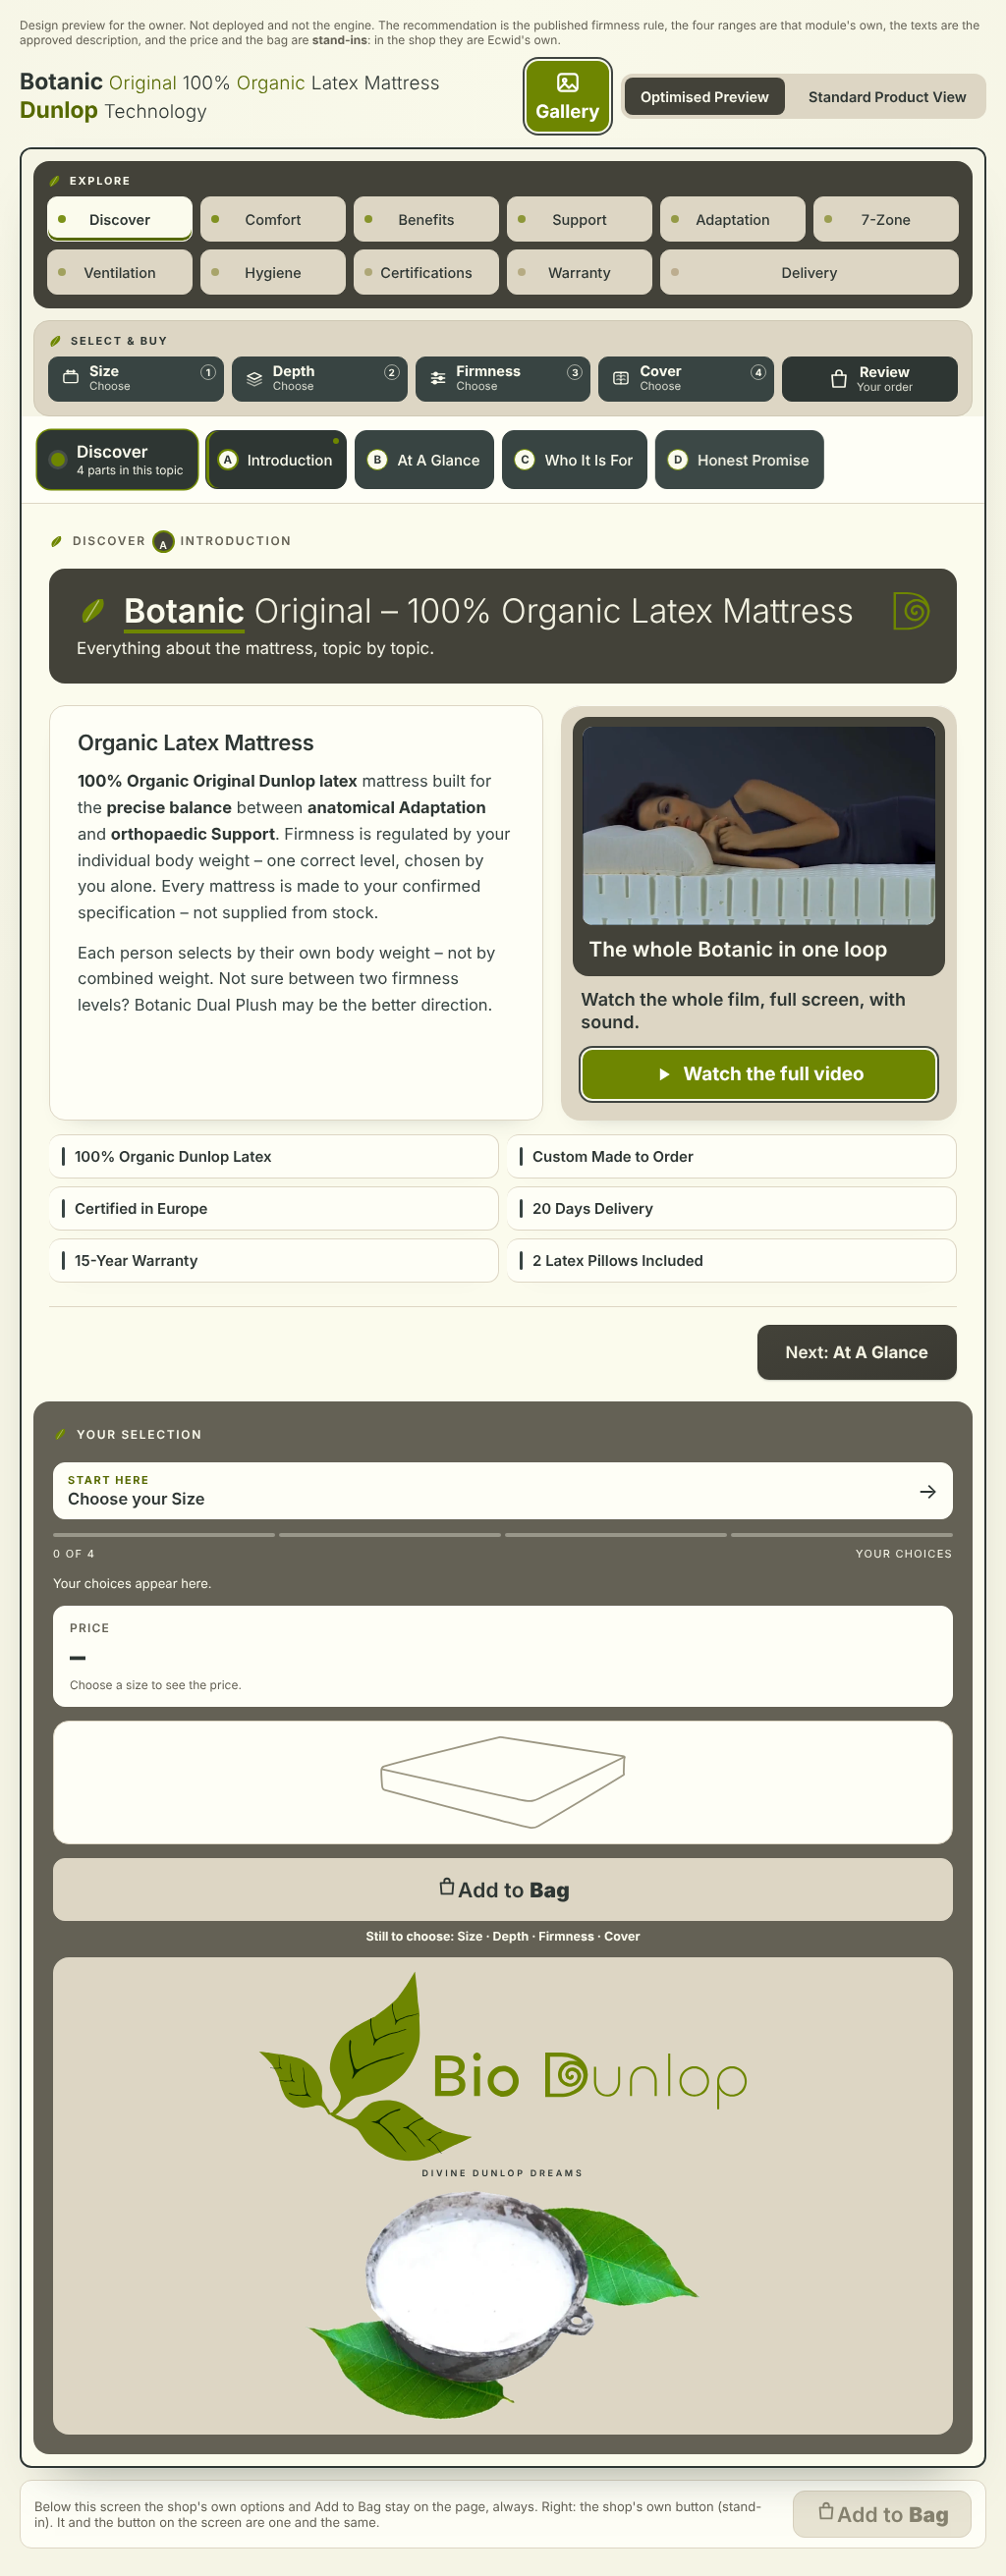 Design preview for the owner. Not deployed and not the engine. The recommendation is the published firmness rule, the four ranges are that module's own, the texts are the
approved description, and the price and the bag are stand-ins: in the shop they are Ecwid's own.
Botanic Original 100% Organic Latex Mattress
Dunlop Technology
Gallery
Optimised Preview
Standard Product View
EXPLORE
Discover
Comfort
Benefits
Support
Adaptation
7-Zone
Ventilation
Hygiene
Certifications
Warranty
Delivery
SELECT & BUY
Size
Choose
1
Depth
Choose
2
Firmness
Choose
3
Cover
Choose
4
Review
Your order
Discover
4 parts in this topic
A Introduction
B At A Glance
C Who It Is For
D Honest Promise
DISCOVER A INTRODUCTION
Botanic Original – 100% Organic Latex Mattress
Everything about the mattress, topic by topic.
Organic Latex Mattress
100% Organic Original Dunlop latex mattress built for
the precise balance between anatomical Adaptation
and orthopaedic Support. Firmness is regulated by your
individual body weight – one correct level, chosen by
you alone. Every mattress is made to your confirmed
specification – not supplied from stock.
Each person selects by their own body weight – not by
combined weight. Not sure between two firmness
levels? Botanic Dual Plush may be the better direction.
The whole Botanic in one loop
Watch the whole film, full screen, with
sound.
Watch the full video
100% Organic Dunlop Latex
Custom Made to Order
Certified in Europe
20 Days Delivery
15-Year Warranty
2 Latex Pillows Included
Next: At A Glance
YOUR SELECTION
START HERE
Choose your Size
0 OF 4
YOUR CHOICES
Your choices appear here.
PRICE
–
Choose a size to see the price.
Add to Bag
Still to choose: Size · Depth · Firmness · Cover
Bio Dunlop
DIVINE DUNLOP DREAMS
Below this screen the shop's own options and Add to Bag stay on the page, always. Right: the shop's own button (stand-
in). It and the button on the screen are one and the same.
Add to Bag